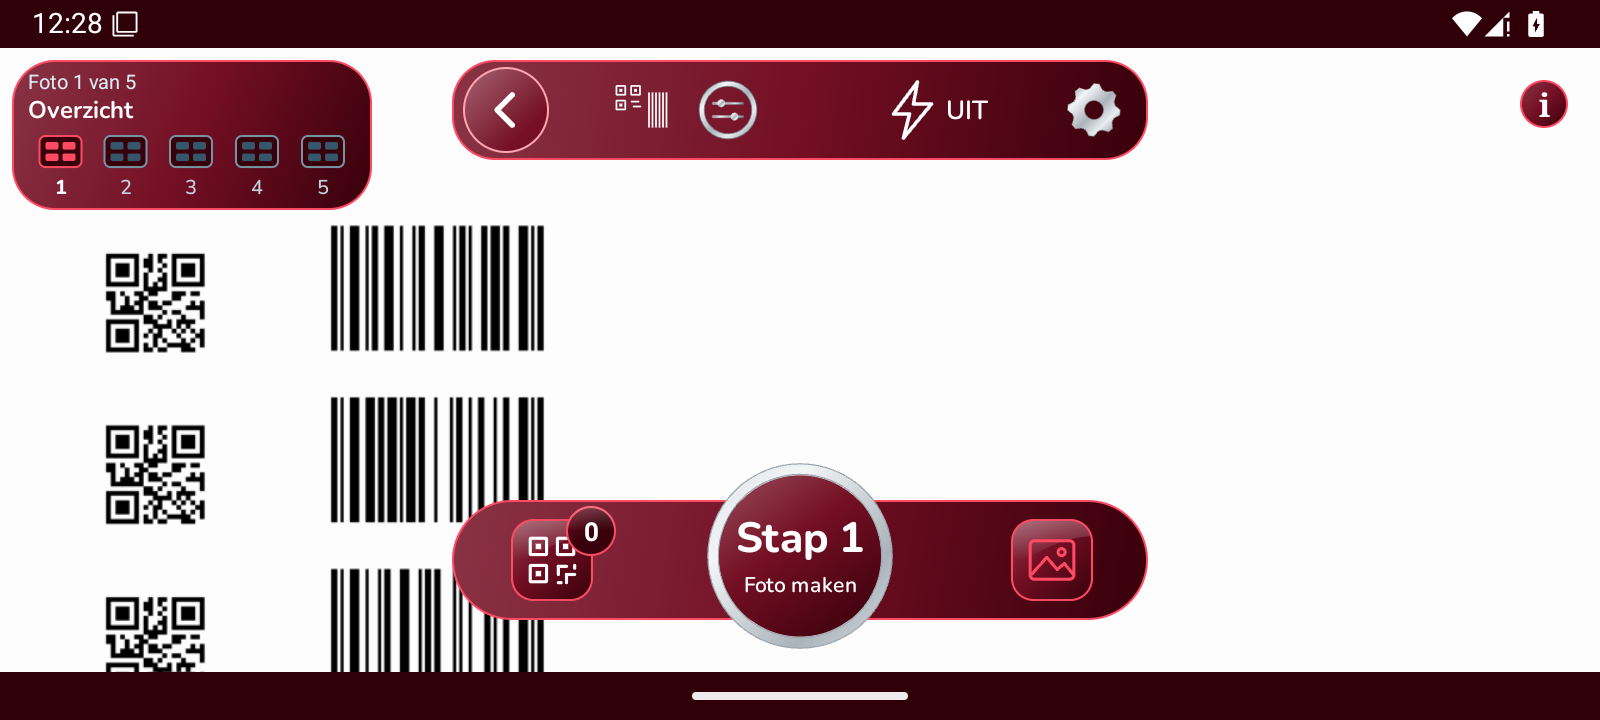 12:28
Foto 1 van 5
Overzicht
1 2 3 4 5
UIT
i
0
Stap 1
Foto maken